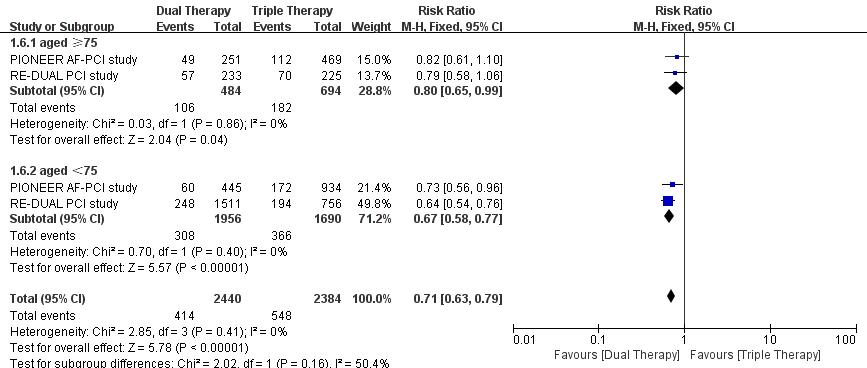 Dual Therapy Triple Therapy Risk Ratio Risk Ratio
Study or Subgroup Events Total Events Total Weight M-H, Fixed, 95% CI M-H, Fixed, 95% CI
1.6.1 aged ≥75
PIONEER AF-PCI study 49 251 112 469 15.0% 0.82 [0.61, 1.10]
RE-DUAL PCI study 57 233 70 225 13.7% 0.79 [0.58, 1.06]
Subtotal (95% CI) 484 694 28.8% 0.80 [0.65, 0.99]
Total events 106 182
Heterogeneity: Chi² = 0.03, df = 1 (P = 0.86); I² = 0%
Test for overall effect: Z = 2.04 (P = 0.04)
1.6.2 aged <75
PIONEER AF-PCI study 60 445 172 934 21.4% 0.73 [0.56, 0.96]
RE-DUAL PCI study 248 1511 194 756 49.8% 0.64 [0.54, 0.76]
Subtotal (95% CI) 1956 1690 71.2% 0.67 [0.58, 0.77]
Total events 308 366
Heterogeneity: Chi² = 0.70, df = 1 (P = 0.40); I² = 0%
Test for overall effect: Z = 5.57 (P < 0.00001)
Total (95% CI) 2440 2384 100.0% 0.71 [0.63, 0.79]
Total events 414 548
Heterogeneity: Chi² = 2.85, df = 3 (P = 0.41); I² = 0%
Test for overall effect: Z = 5.78 (P < 0.00001)
Test for subgroup differences: Chi² = 2.02, df = 1 (P = 0.16), I² = 50.4%
0.01 0.1 1 10 100
Favours [Dual Therapy] Favours [Triple Therapy]